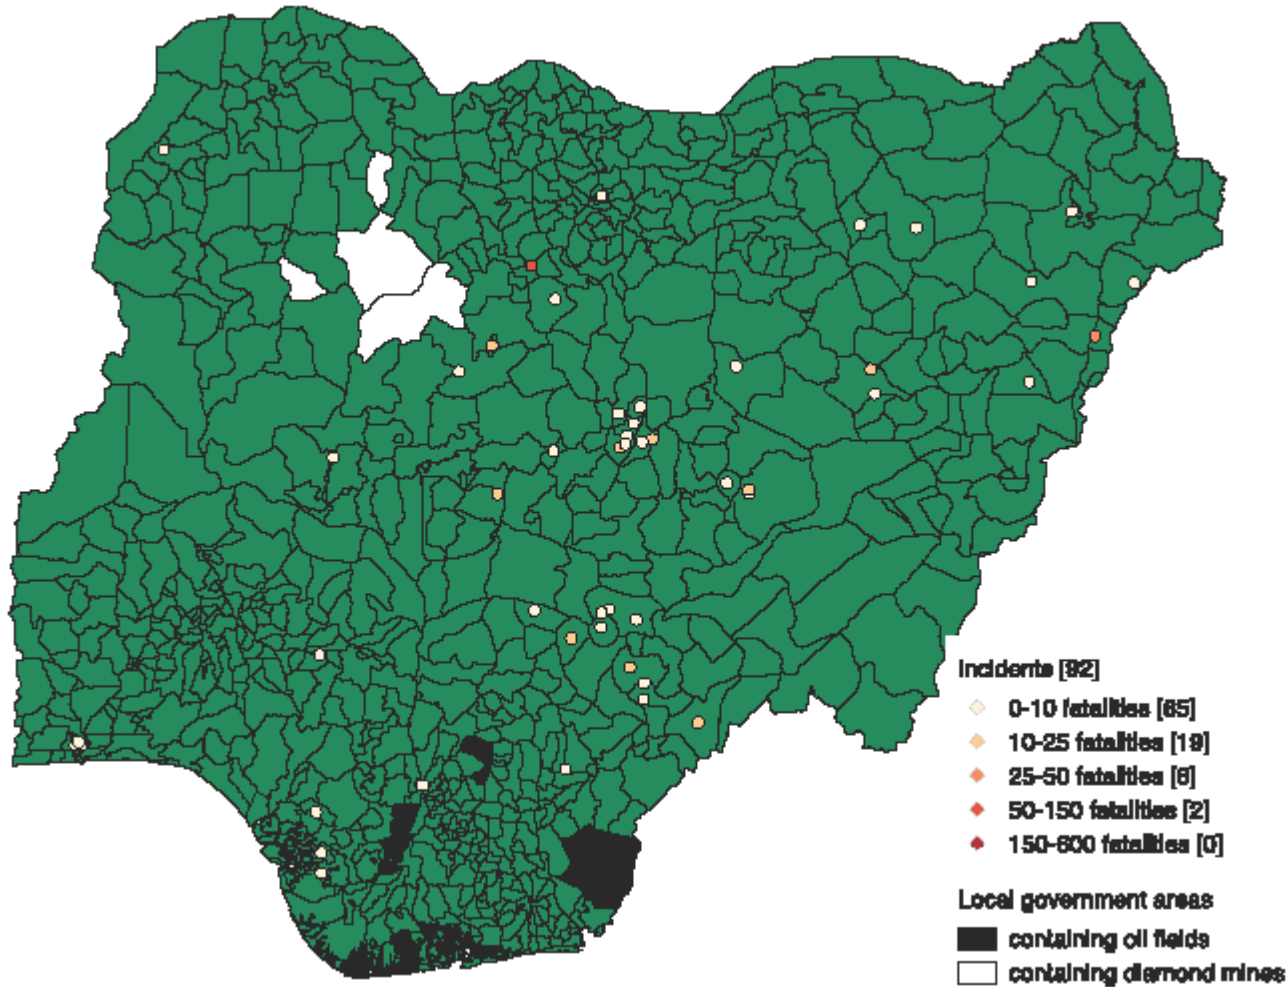 Incidents [92]
0-10 fatalities [65]
10-25 fatalities [19]
25-50 fatalities [6]
50-150 fatalities [2]
150-600 fatalities [0]
Local government areas
containing oil fields
containing diamond mines